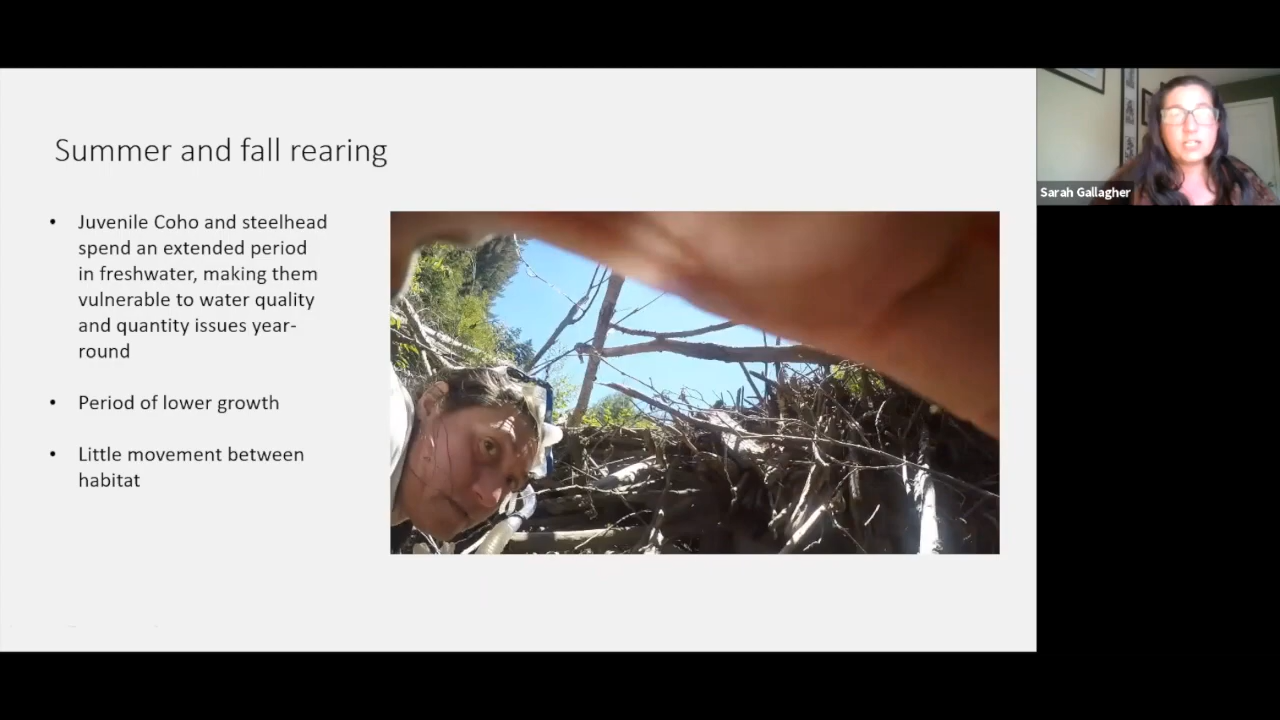 Summer and fall rearing
• Juvenile Coho and steelhead
spend an extended period
in freshwater, making them
vulnerable to water quality
and quantity issues year-
round
• Period of lower growth
• Little movement between
habitat
Sarah Gallagher